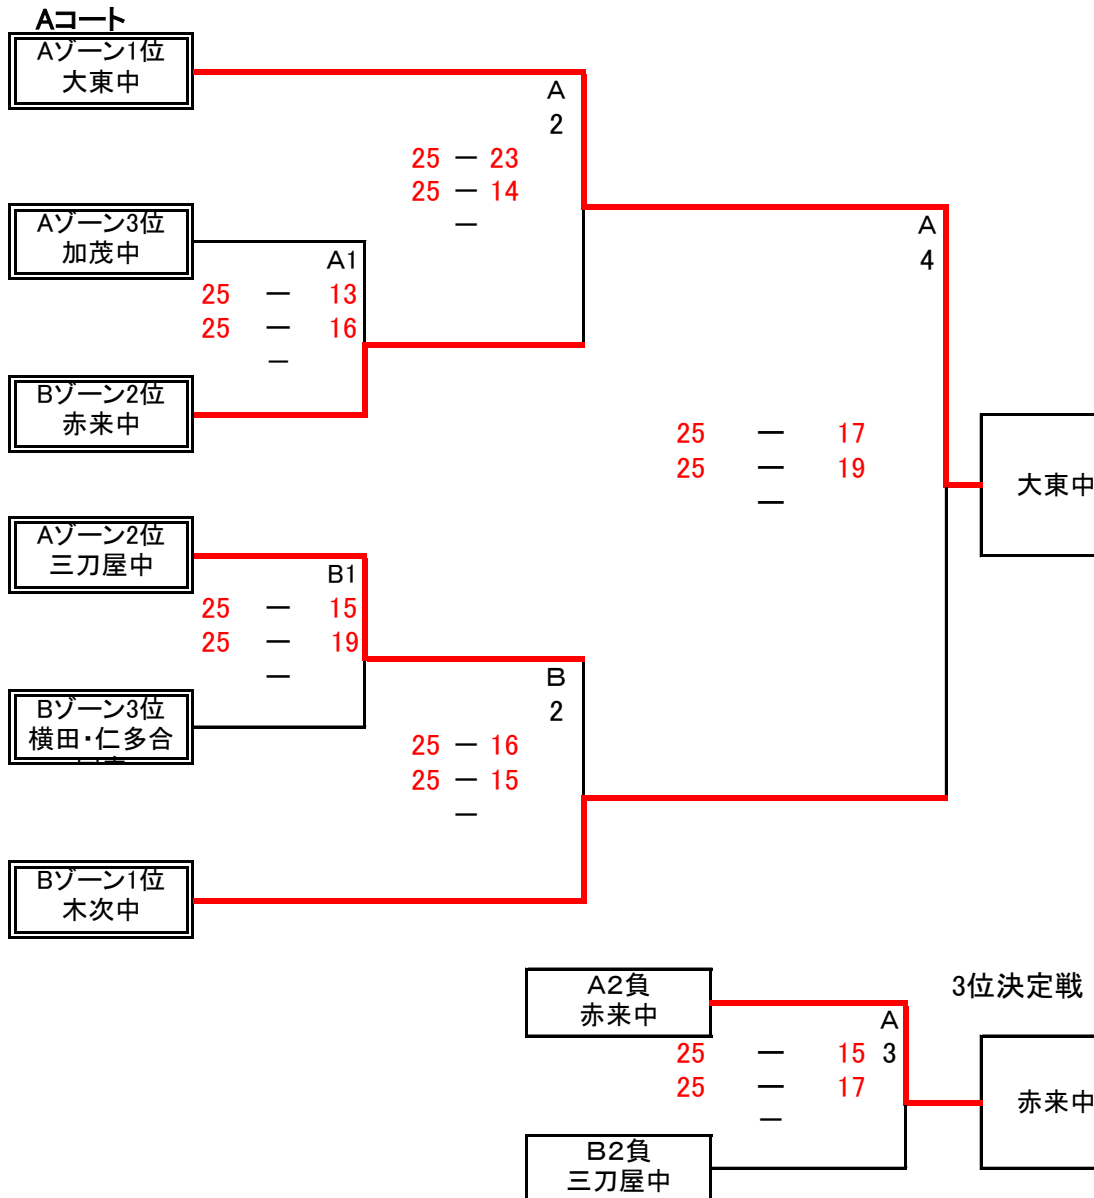 Aコート
Aゾーン1位
大東中
A
2
25 ー 23
25 ー 14
ー
Aゾーン3位
加茂中
A1
25 ー 13
25 ー 16
ー
A
4
Bゾーン2位
赤来中
25 ー 17
25 ー 19
ー
大東中
Aゾーン2位
三刀屋中
B1
25 ー 15
25 ー 19
ー
Bゾーン3位
横田・仁多合
B
2
25 ー 16
25 ー 15
ー
Bゾーン1位
木次中
A2負
赤来中
3位決定戦
A
3
25 ー 15
25 ー 17
ー
赤来中
B2負
三刀屋中